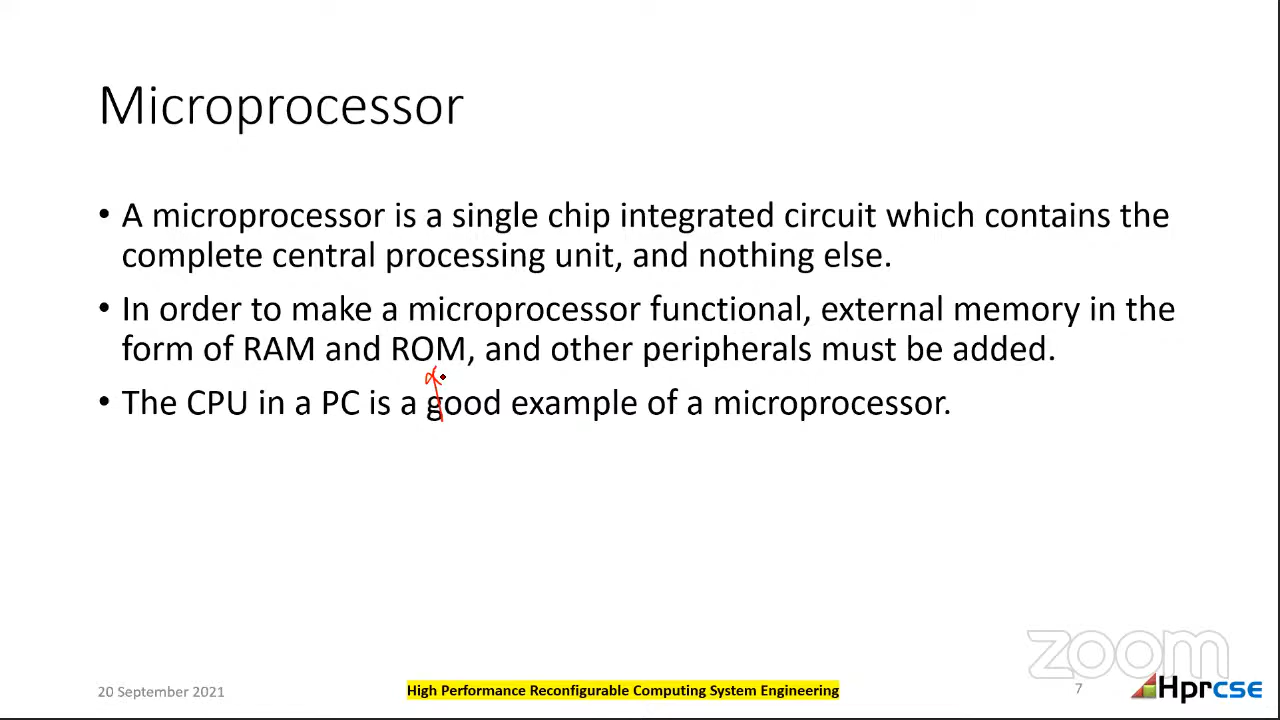 Microprocessor
• A microprocessor is a single chip integrated circuit which contains the
complete central processing unit, and nothing else.
• In order to make a microprocessor functional, external memory in the
form of RAM and ROM, and other peripherals must be added.
• The CPU in a PC is a good example of a microprocessor.
zoom
20 September 2021
High Performance Reconfigurable Computing System Engineering
7
Hprcse